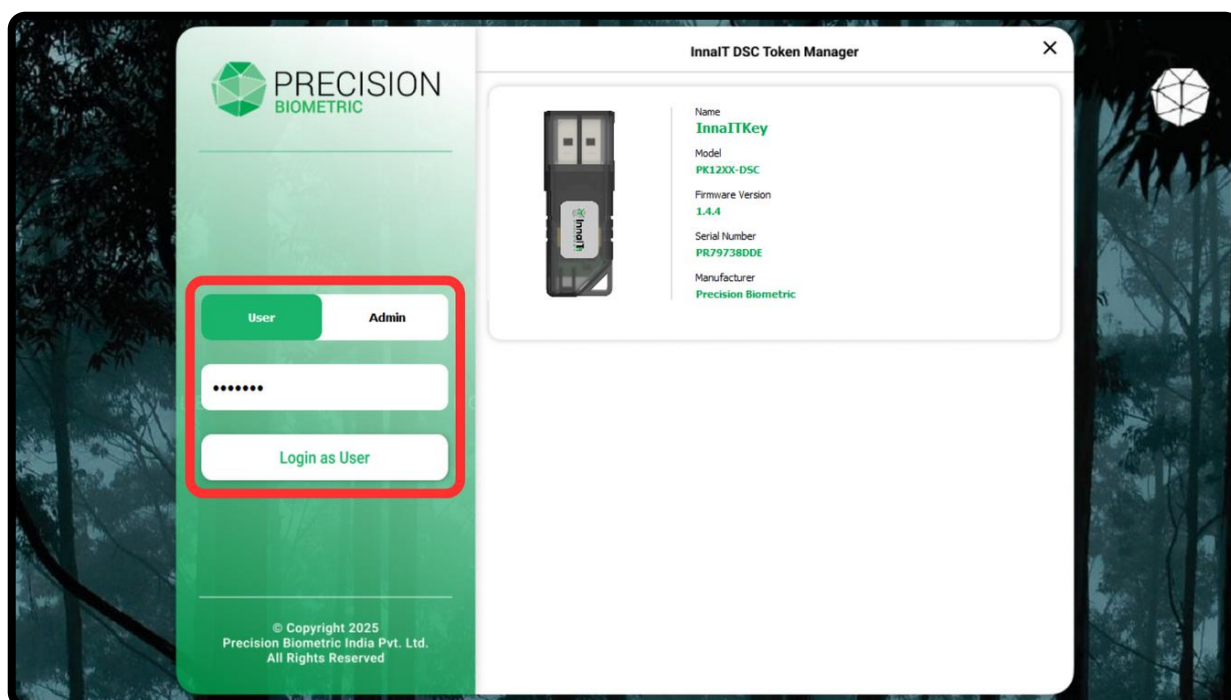 PRECISION
BIOMETRIC
User
Admin
•••••••
Login as User
© Copyright 2025
Precision Biometric India Pvt. Ltd.
All Rights Reserved
InnaIT DSC Token Manager
Name
InnaITKey
Model
PK12XX-DSC
Firmware Version
1.4.4
Serial Number
PR79738DDE
Manufacturer
Precision Biometric